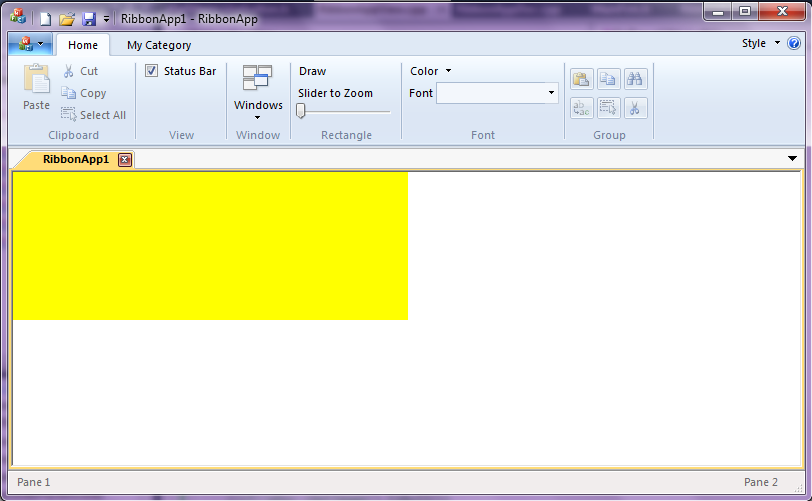 RibbonApp1 - RibbonApp
Home My Category Style
Paste Cut Copy Select All
Clipboard
Status Bar
View
Windows
Window
Draw
Slider to Zoom
Rectangle
Color
Font
Font
Group
RibbonApp1
Pane 1 Pane 2